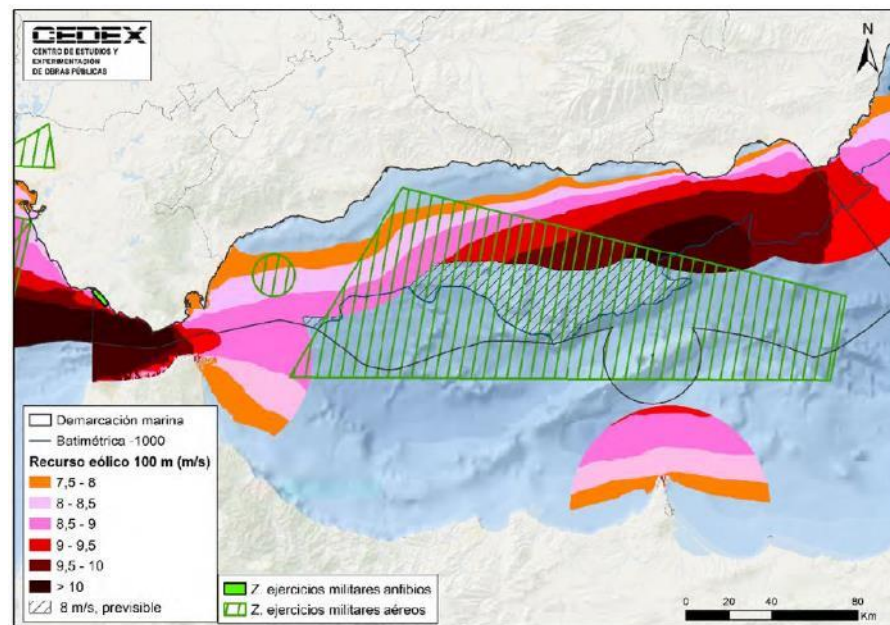 CEDEX
CENTRO DE ESTUDIOS Y
EXPERIMENTACIÓN
DE OBRAS PÚBLICAS
N
Demarcación marina
Batimétrica -1000
Recurso eólico 100 m (m/s)
7,5 - 8
8 - 8,5
8,5 - 9
9 - 9,5
9,5 - 10
> 10
8 m/s, previsible
Z. ejercicios militares anfibios
Z. ejercicios militares aéreos
0 20 40 60 80
Km